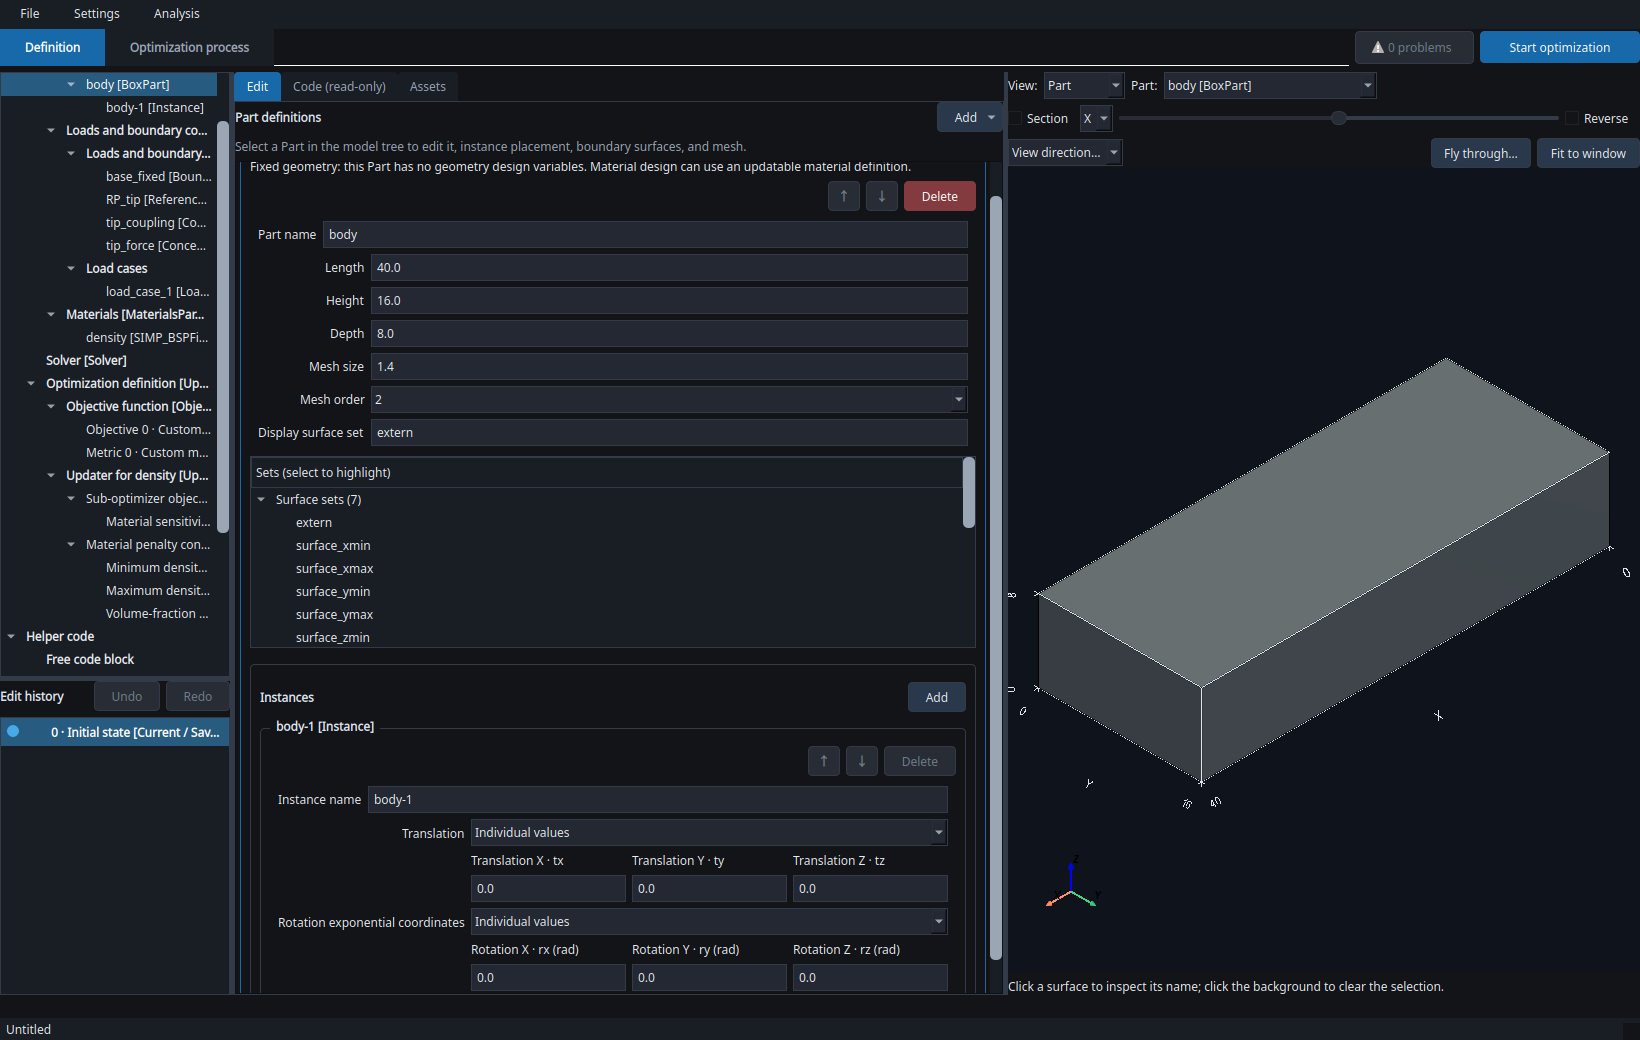 File Settings Analysis
Definition Optimization process 0 problems Start optimization
body [BoxPart]
body-1 [Instance]
Loads and boundary co...
Loads and boundary...
base_fixed [Boun...
RP_tip [Referenc...
tip_coupling [Co...
tip_force [Conce...
Load cases
load_case_1 [Loa...
Materials [MaterialsPar...
density [SIMP_BSPFi...
Solver [Solver]
Optimization definition [Up...
Objective function [Obje...
Objective 0 · Custom...
Metric 0 · Custom m...
Updater for density [Up...
Sub-optimizer objec...
Material sensitivi...
Material penalty con...
Minimum densit...
Maximum densit...
Volume-fraction ...
Helper code
Free code block
Edit history Undo Redo
0 · Initial state [Current / Sav...
Edit Code (read-only) Assets
Part definitions Add
Select a Part in the model tree to edit it, instance placement, boundary surfaces, and mesh.
Fixed geometry: this Part has no geometry design variables. Material design can use an updatable material definition.
↑ ↓ Delete
Part name body
Length 40.0
Height 16.0
Depth 8.0
Mesh size 1.4
Mesh order 2
Display surface set extern
Sets (select to highlight)
Surface sets (7)
extern
surface_xmin
surface_xmax
surface_ymin
surface_ymax
surface_zmin
Instances Add
body-1 [Instance]
↑ ↓ Delete
Instance name body-1
Translation Individual values
Translation X · tx Translation Y · ty Translation Z · tz
0.0 0.0 0.0
Rotation exponential coordinates Individual values
Rotation X · rx (rad) Rotation Y · ry (rad) Rotation Z · rz (rad)
0.0 0.0 0.0
View: Part Part: body [BoxPart]
Section X Reverse
View direction... Fly through... Fit to window
0
8
0
0
X
Y
16 40
Z
Y
Click a surface to inspect its name; click the background to clear the selection.
Untitled